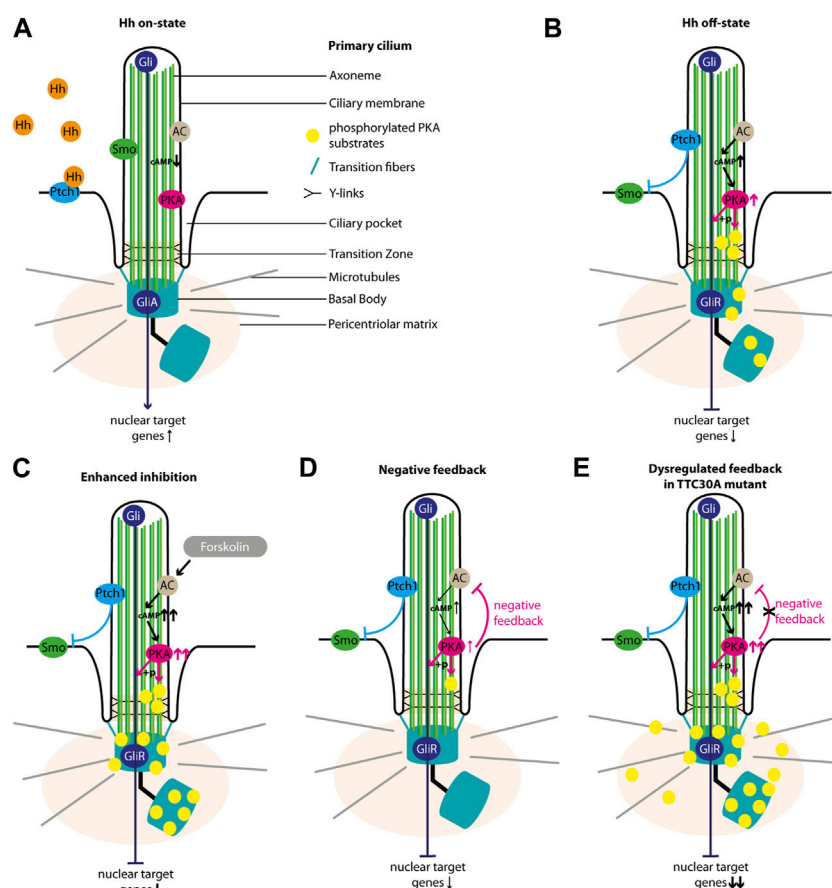 A
Hh on-state
Gli
Primary cilium
Axoneme
Ciliary membrane
Hh
Hh
Hh
Hh
Smo
AC
cAMP↓
phosphorylated PKA
substrates
Transition fibers
Y-links
Ptch1
PKA
Ciliary pocket
Transition Zone
Microtubules
Basal Body
Pericentriolar matrix
GliA
nuclear target
genes ↑
B
Hh off-state
Gli
AC
Ptch1
cAMP↑
Smo
PKA ↑
+p
GliR
nuclear target
genes ↓
C
Enhanced inhibition
Gli
Forskolin
AC
Ptch1
cAMP↑↑
Smo
PKA ↑↑
+p
GliR
nuclear target
D
Negative feedback
Gli
AC
Ptch1
cAMP↑
negative
feedback
Smo
PKA ↑
+p
GliR
nuclear target
genes ↓
E
Dysregulated feedback
in TTC30A mutant
Gli
AC
Ptch1
cAMP↑↑
negative
feedback
Smo
PKA ↑↑
+p
GliR
nuclear target
genes ↓↓